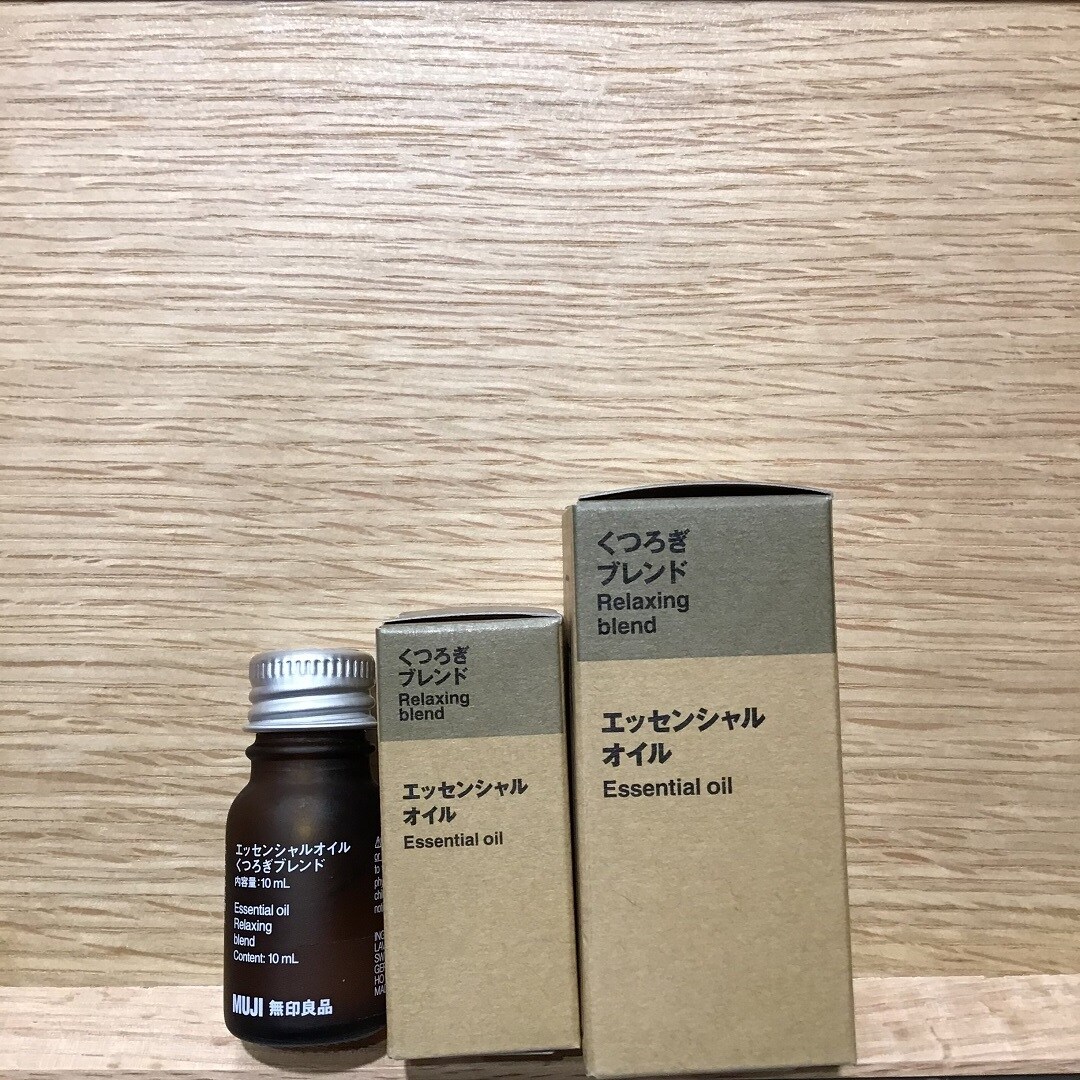 エッセンシャルオイル
くつろぎブレンド
内容量:10 mL
Essential oil
Relaxing
blend
Content: 10 mL
MUJI 無印良品
くつろぎ
ブレンド
Relaxing
blend
エッセンシャル
オイル
Essential oil
くつろぎ
ブレンド
Relaxing
blend
エッセンシャル
オイル
Essential oil